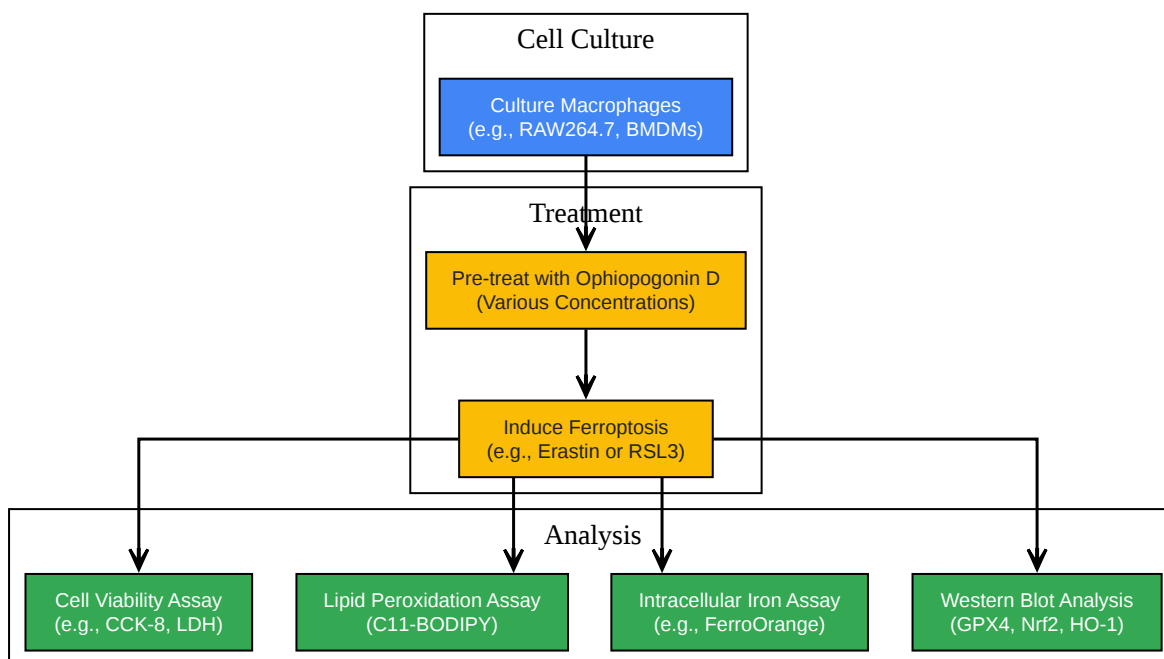 Cell Culture
Culture Macrophages
(e.g., RAW264.7, BMDMs)
Treatment
Pre-treat with Ophiopogonin D
(Various Concentrations)
Induce Ferroptosis
(e.g., Erastin or RSL3)
Analysis
Cell Viability Assay
(e.g., CCK-8, LDH)
Lipid Peroxidation Assay
(C11-BODIPY)
Intracellular Iron Assay
(e.g., FerroOrange)
Western Blot Analysis
(GPX4, Nrf2, HO-1)